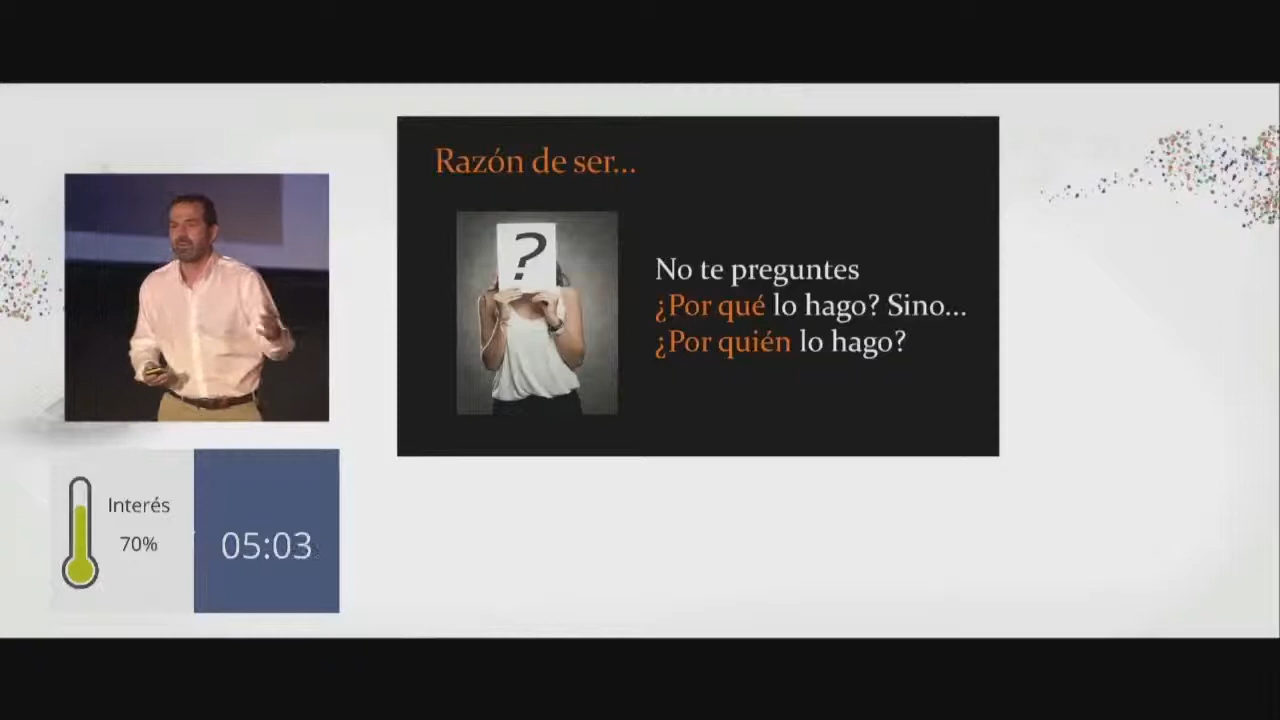 Razón de ser...
?
No te preguntes
¿Por qué lo hago? Sino...
¿Por quién lo hago?
Interés
70%
05:03